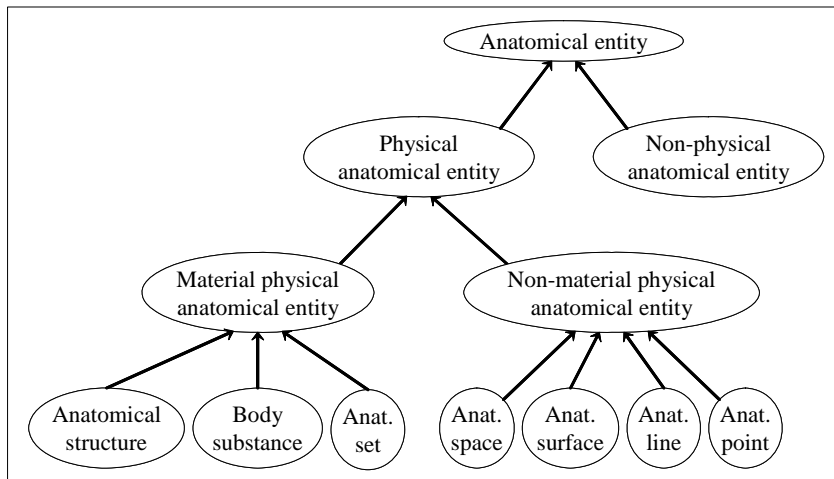 Anatomical entity
Physical
anatomical entity
Non-physical
anatomical entity
Material physical
anatomical entity
Non-material physical
anatomical entity
Anatomical
structure
Body
substance
Anat.
set
Anat.
space
Anat.
surface
Anat.
line
Anat.
point